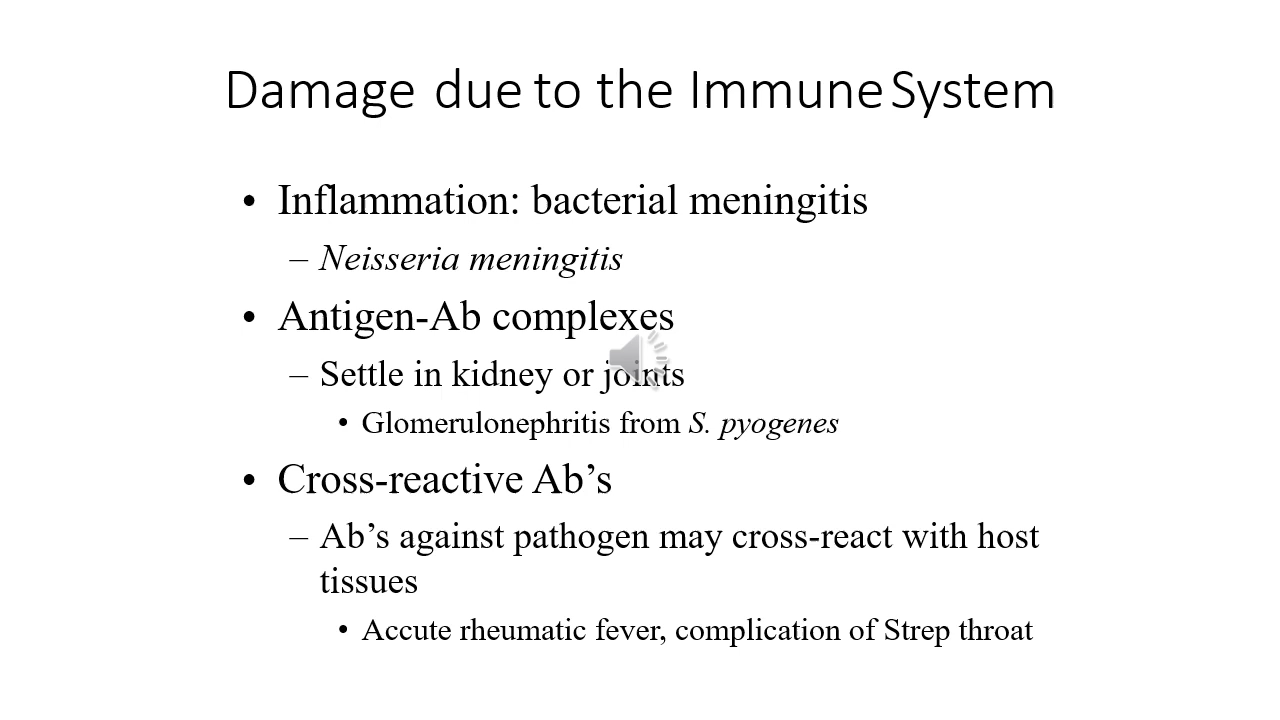 Damage due to the Immune System
• Inflammation: bacterial meningitis
– Neisseria meningitis
• Antigen-Ab complexes
– Settle in kidney or joints
• Glomerulonephritis from S. pyogenes
• Cross-reactive Ab’s
– Ab’s against pathogen may cross-react with host
tissues
• Accute rheumatic fever, complication of Strep throat